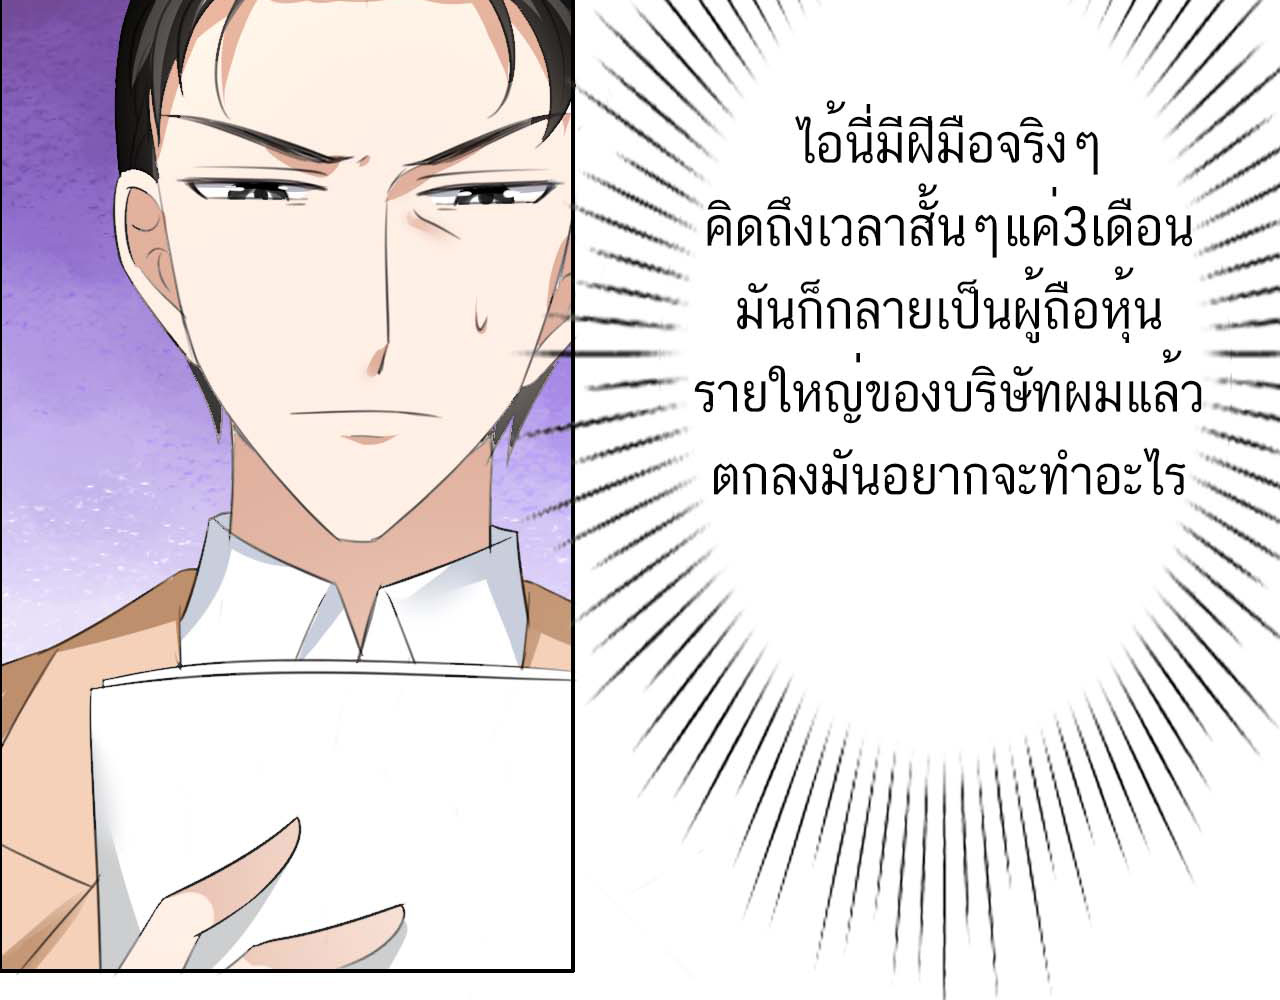 ไอ้นี่มีฝีมือจริงๆ
คิดถึงเวลาสั้นๆแค่3เดือน
มันก็กลายเป็นผู้ถือหุ้น
รายใหญ่ของบริษัทผมแล้ว
ตกลงมันอยากจะทำอะไร